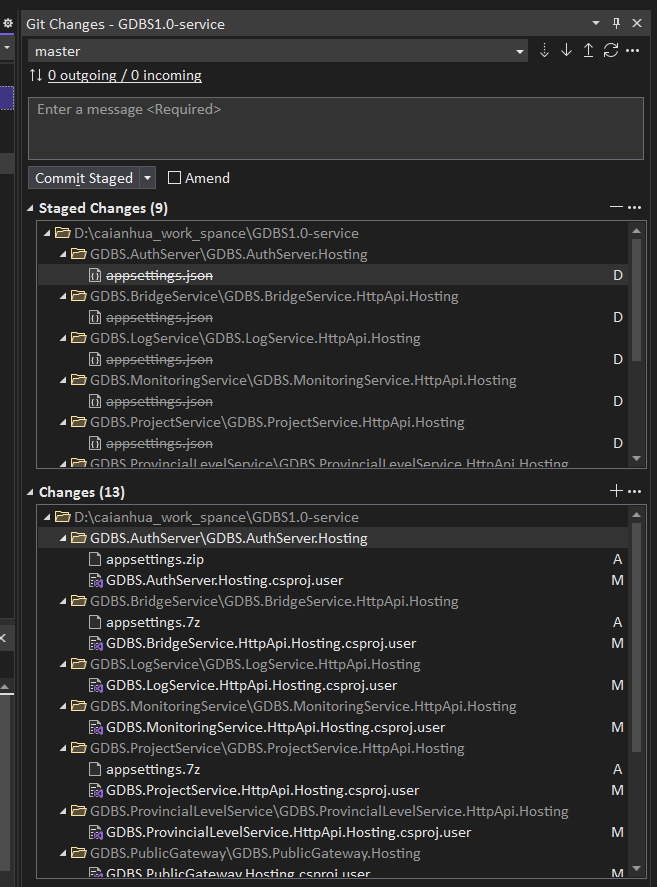 Git Changes - GDBS1.0-service
master
0 outgoing / 0 incoming
Enter a message <Required>
Commit Staged
Amend
Staged Changes (9)
D:\caianhua_work_spance\GDBS1.0-service
GDBS.AuthServer\GDBS.AuthServer.Hosting
appsettings.json D
GDBS.BridgeService\GDBS.BridgeService.HttpApi.Hosting
appsettings.json D
GDBS.LogService\GDBS.LogService.HttpApi.Hosting
appsettings.json D
GDBS.MonitoringService\GDBS.MonitoringService.HttpApi.Hosting
appsettings.json D
GDBS.ProjectService\GDBS.ProjectService.HttpApi.Hosting
appsettings.json D
GDBS.ProvincialLevelService\GDBS.ProvincialLevelService.HttpApi.Hosting
Changes (13)
D:\caianhua_work_spance\GDBS1.0-service
GDBS.AuthServer\GDBS.AuthServer.Hosting
appsettings.zip A
GDBS.AuthServer.Hosting.csproj.user M
GDBS.BridgeService\GDBS.BridgeService.HttpApi.Hosting
appsettings.7z A
GDBS.BridgeService.HttpApi.Hosting.csproj.user M
GDBS.LogService\GDBS.LogService.HttpApi.Hosting
GDBS.LogService.HttpApi.Hosting.csproj.user M
GDBS.MonitoringService\GDBS.MonitoringService.HttpApi.Hosting
GDBS.MonitoringService.HttpApi.Hosting.csproj.user M
GDBS.ProjectService\GDBS.ProjectService.HttpApi.Hosting
appsettings.7z A
GDBS.ProjectService.HttpApi.Hosting.csproj.user M
GDBS.ProvincialLevelService\GDBS.ProvincialLevelService.HttpApi.Hosting
GDBS.ProvincialLevelService.HttpApi.Hosting.csproj.user M
GDBS.PublicGateway\GDBS.PublicGateway.Hosting
GDBS.PublicGateway.Hosting.csproj.user M